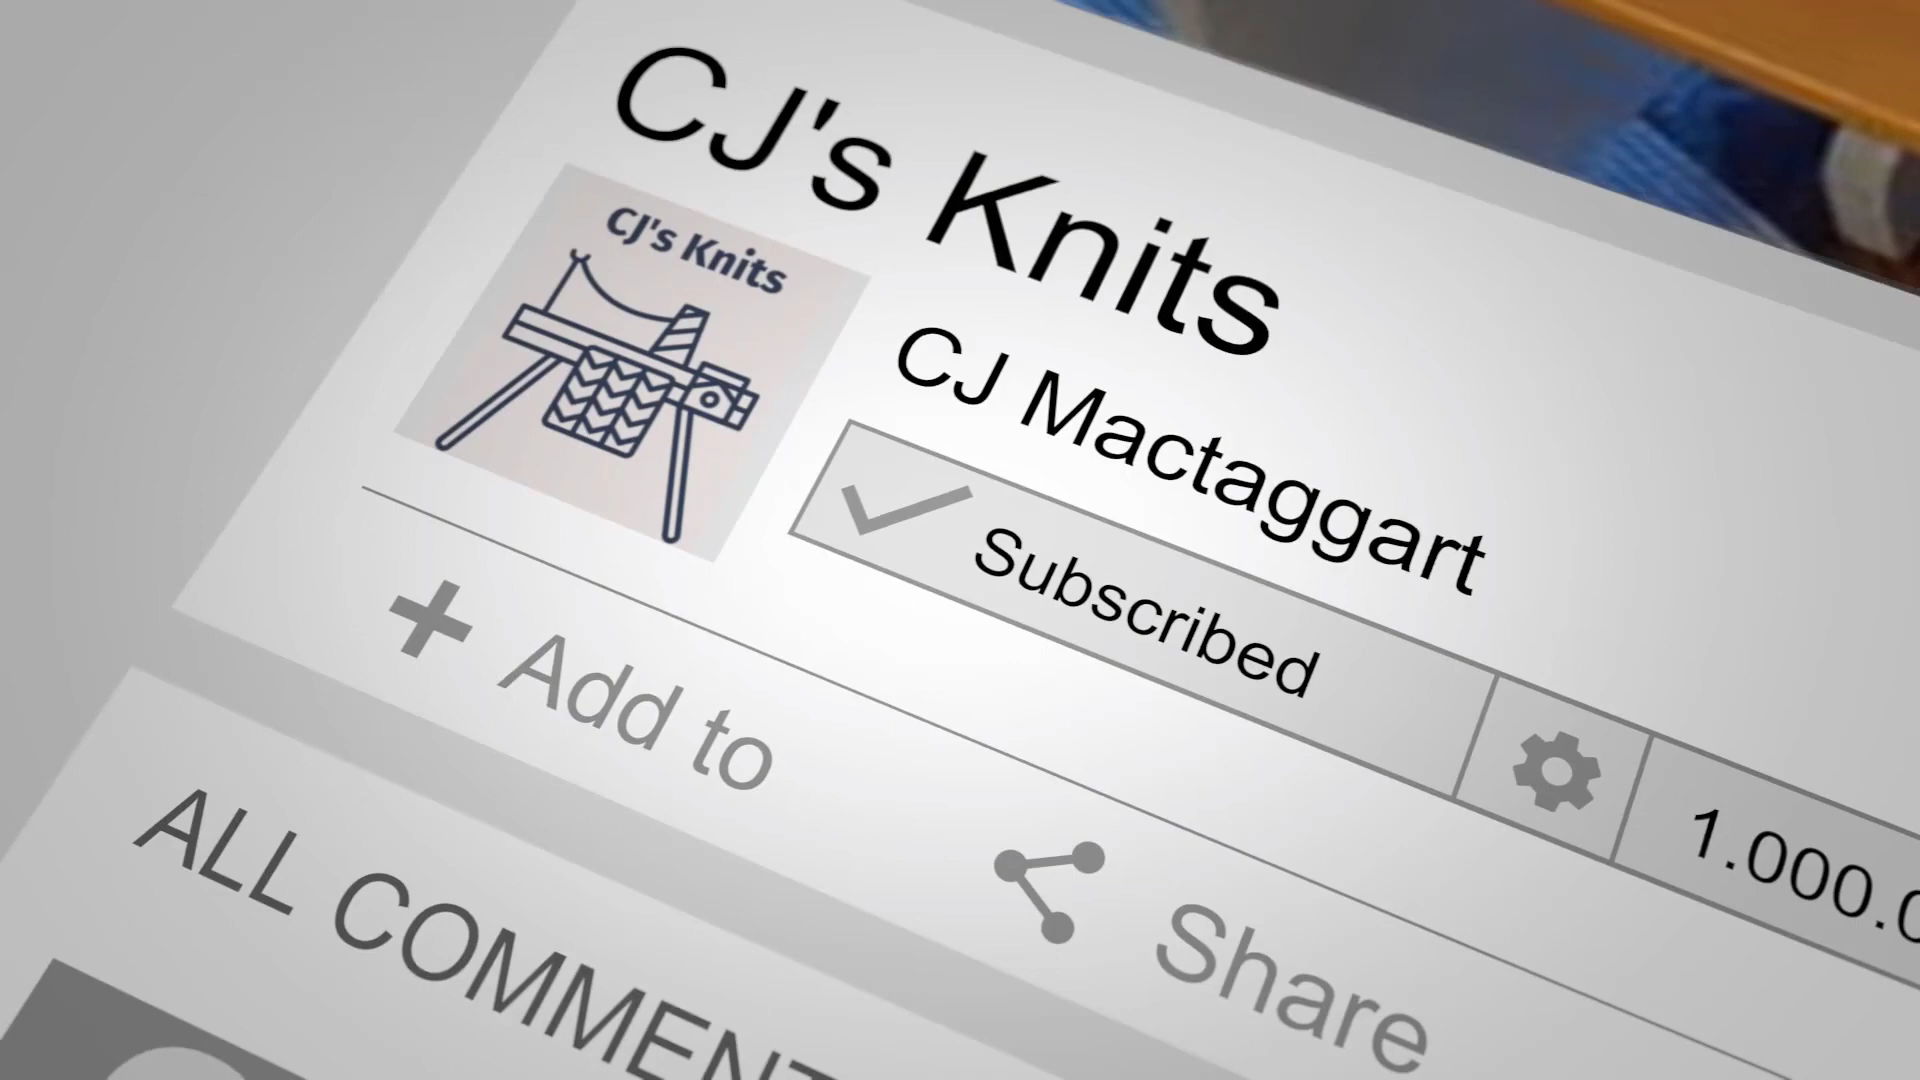 CJ's Knits
CJ's Knits
CJ Mactaggart
Subscribed
1.000.0
Add to
Share
ALL COMMENT